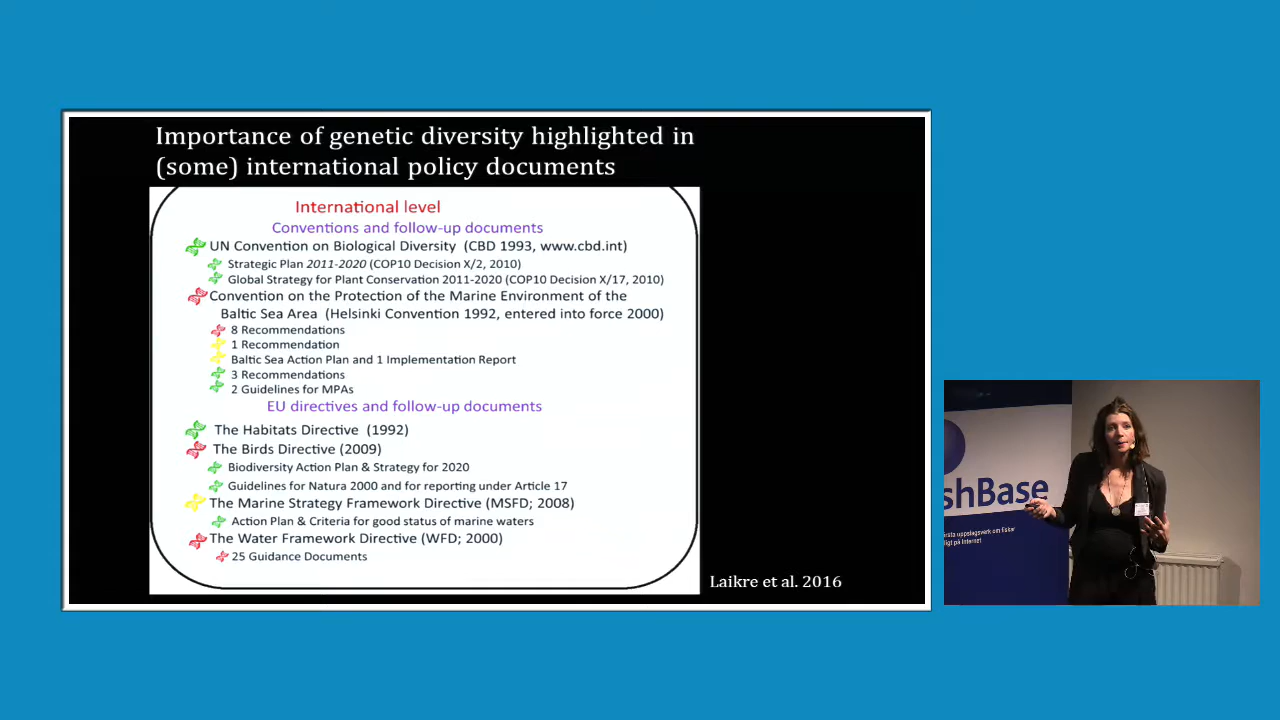 Importance of genetic diversity highlighted in
(some) international policy documents
International level
Conventions and follow-up documents
UN Convention on Biological Diversity (CBD 1993, www.cbd.int)
Strategic Plan 2011-2020 (COP10 Decision X/2, 2010)
Global Strategy for Plant Conservation 2011-2020 (COP10 Decision X/17, 2010)
Convention on the Protection of the Marine Environment of the
Baltic Sea Area (Helsinki Convention 1992, entered into force 2000)
8 Recommendations
1 Recommendation
Baltic Sea Action Plan and 1 Implementation Report
3 Recommendations
2 Guidelines for MPAs
EU directives and follow-up documents
The Habitats Directive (1992)
The Birds Directive (2009)
Biodiversity Action Plan & Strategy for 2020
Guidelines for Natura 2000 and for reporting under Article 17
The Marine Strategy Framework Directive (MSFD; 2008)
Action Plan & Criteria for good status of marine waters
The Water Framework Directive (WFD; 2000)
25 Guidance Documents
Laikre et al. 2016
shBase
uppslagsverk om fiskar
på Internet